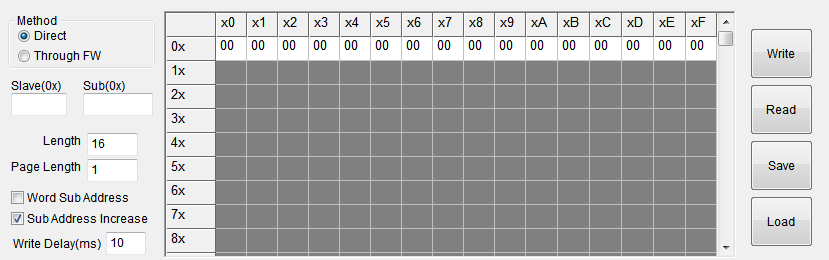 Method
Direct
Through FW
Slave(0x) Sub(0x)
Length 16
Page Length 1
Word Sub Address
Sub Address Increase
Write Delay(ms) 10
x0 x1 x2 x3 x4 x5 x6 x7 x8 x9 xA xB xC xD xE xF
0x 00 00 00 00 00 00 00 00 00 00 00 00 00 00 00 00
1x
2x
3x
4x
5x
6x
7x
8x
Write
Read
Save
Load